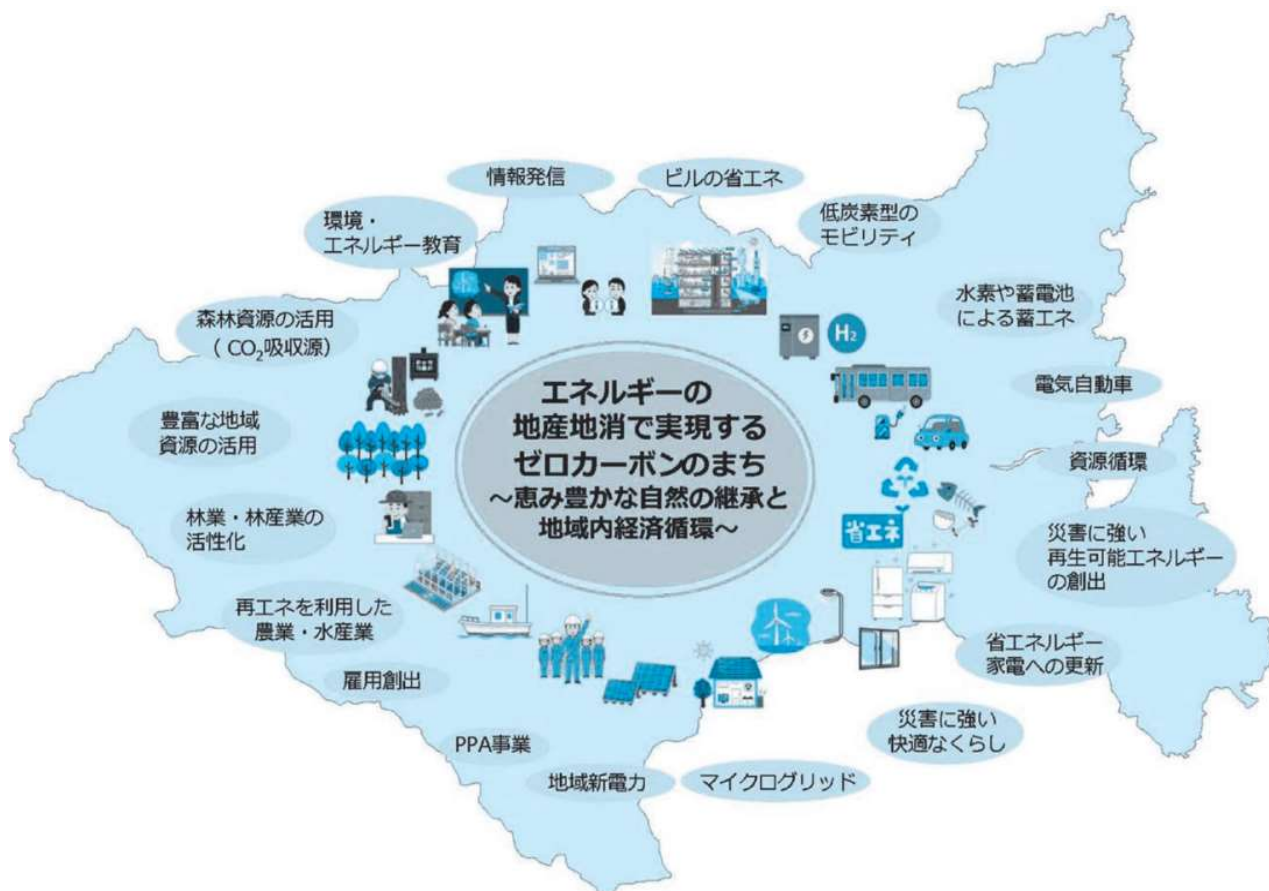 情報発信
ビルの省エネ
環境・
エネルギー教育
低炭素型の
モビリティ
水素や蓄電池
による蓄エネ
H2
森林資源の活用
（CO₂吸収源）
電気自動車
エネルギーの
地産地消で実現する
ゼロカーボンのまち
～恵み豊かな自然の継承と
地域内経済循環～
豊富な地域
資源の活用
資源循環
省エネ
林業・林産業の
活性化
災害に強い
再生可能エネルギー
の創出
再エネを利用した
農業・水産業
省エネルギー
家電への更新
雇用創出
災害に強い
快適なくらし
PPA事業
地域新電力
マイクログリッド